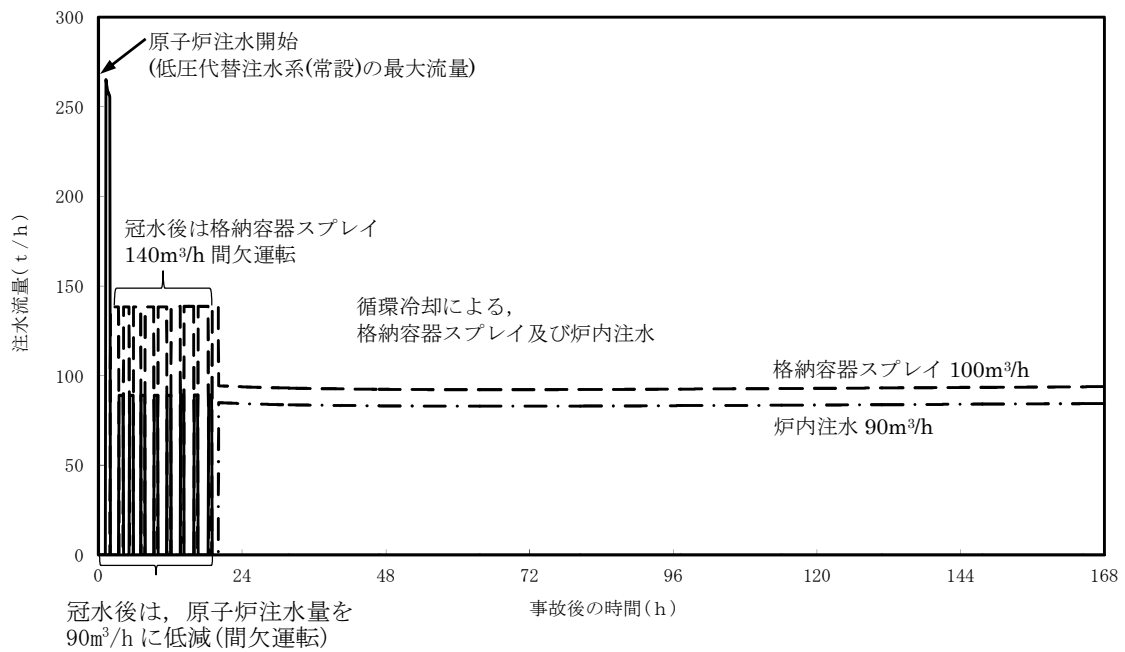 300
250
200
150
100
50
0
注水流量(t/h)
原子炉注水開始
(低圧代替注水系(常設)の最大流量)
冠水後は格納容器スプレイ
140m³/h 間欠運転
循環冷却による,
格納容器スプレイ及び炉内注水
格納容器スプレイ 100m³/h
炉内注水 90m³/h
0 24 48 72 96 120 144 168
事故後の時間(h)
冠水後は，原子炉注水量を
90m³/h に低減(間欠運転)